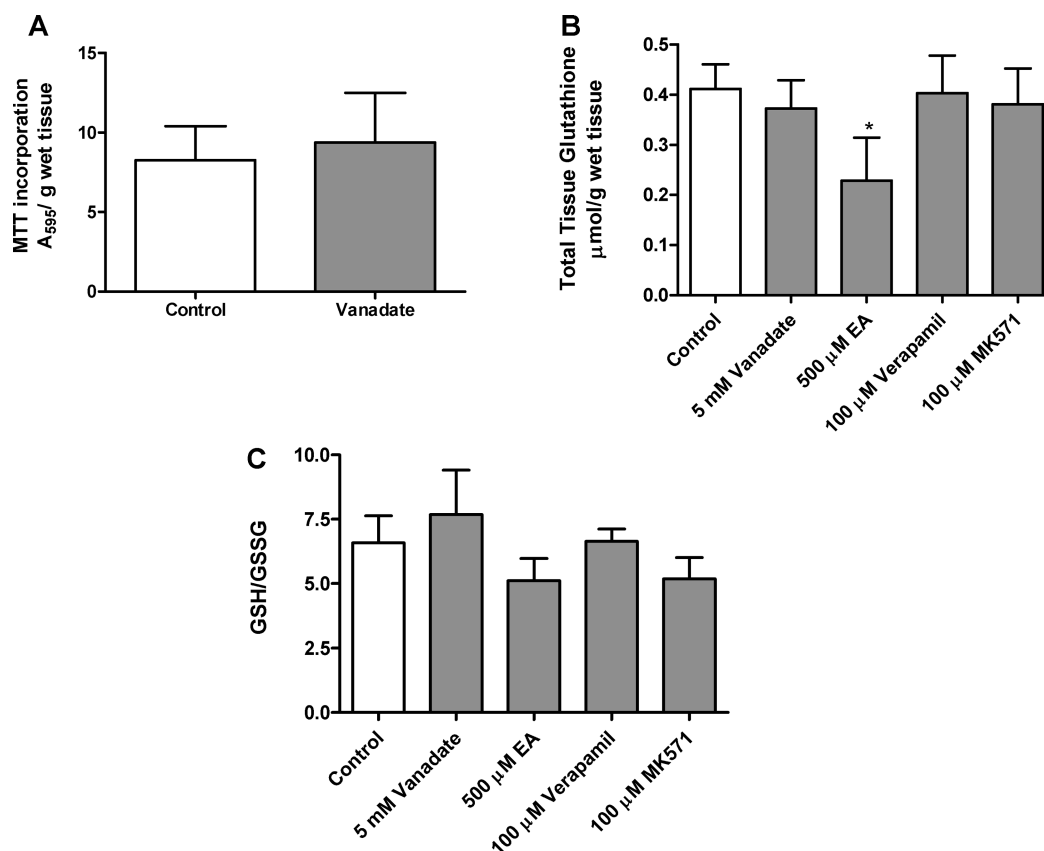 A
MTT incorporation
A595/ g wet tissue
15
10
5
0
Control
Vanadate
B
Total Tissue Glutathione
μmol/g wet tissue
0.5
0.4
0.3
0.2
0.1
0.0
*
Control
5 mM Vanadate
500 μM EA
100 μM Verapamil
100 μM MK571
C
GSH/GSSG
10.0
7.5
5.0
2.5
0.0
Control
5 mM Vanadate
500 μM EA
100 μM Verapamil
100 μM MK571